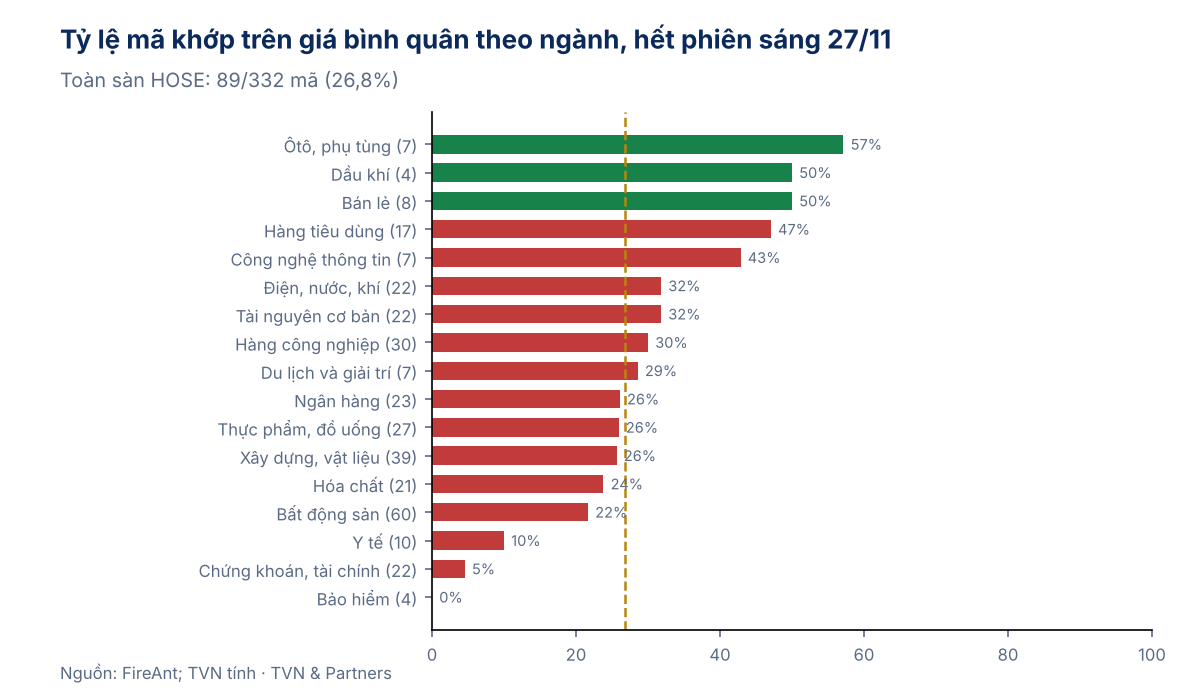 Tỷ lệ mã khớp trên giá bình quân theo ngành, hết phiên sáng 27/11
Toàn sàn HOSE: 89/332 mã (26,8%)
Ôtô, phụ tùng (7) 57%
Dầu khí (4) 50%
Bán lẻ (8) 50%
Hàng tiêu dùng (17) 47%
Công nghệ thông tin (7) 43%
Điện, nước, khí (22) 32%
Tài nguyên cơ bản (22) 32%
Hàng công nghiệp (30) 30%
Du lịch và giải trí (7) 29%
Ngân hàng (23) 26%
Thực phẩm, đồ uống (27) 26%
Xây dựng, vật liệu (39) 26%
Hóa chất (21) 24%
Bất động sản (60) 22%
Y tế (10) 10%
Chứng khoán, tài chính (22) 5%
Bảo hiểm (4) 0%
0 20 40 60 80 100
Nguồn: FireAnt; TVN tính · TVN & Partners